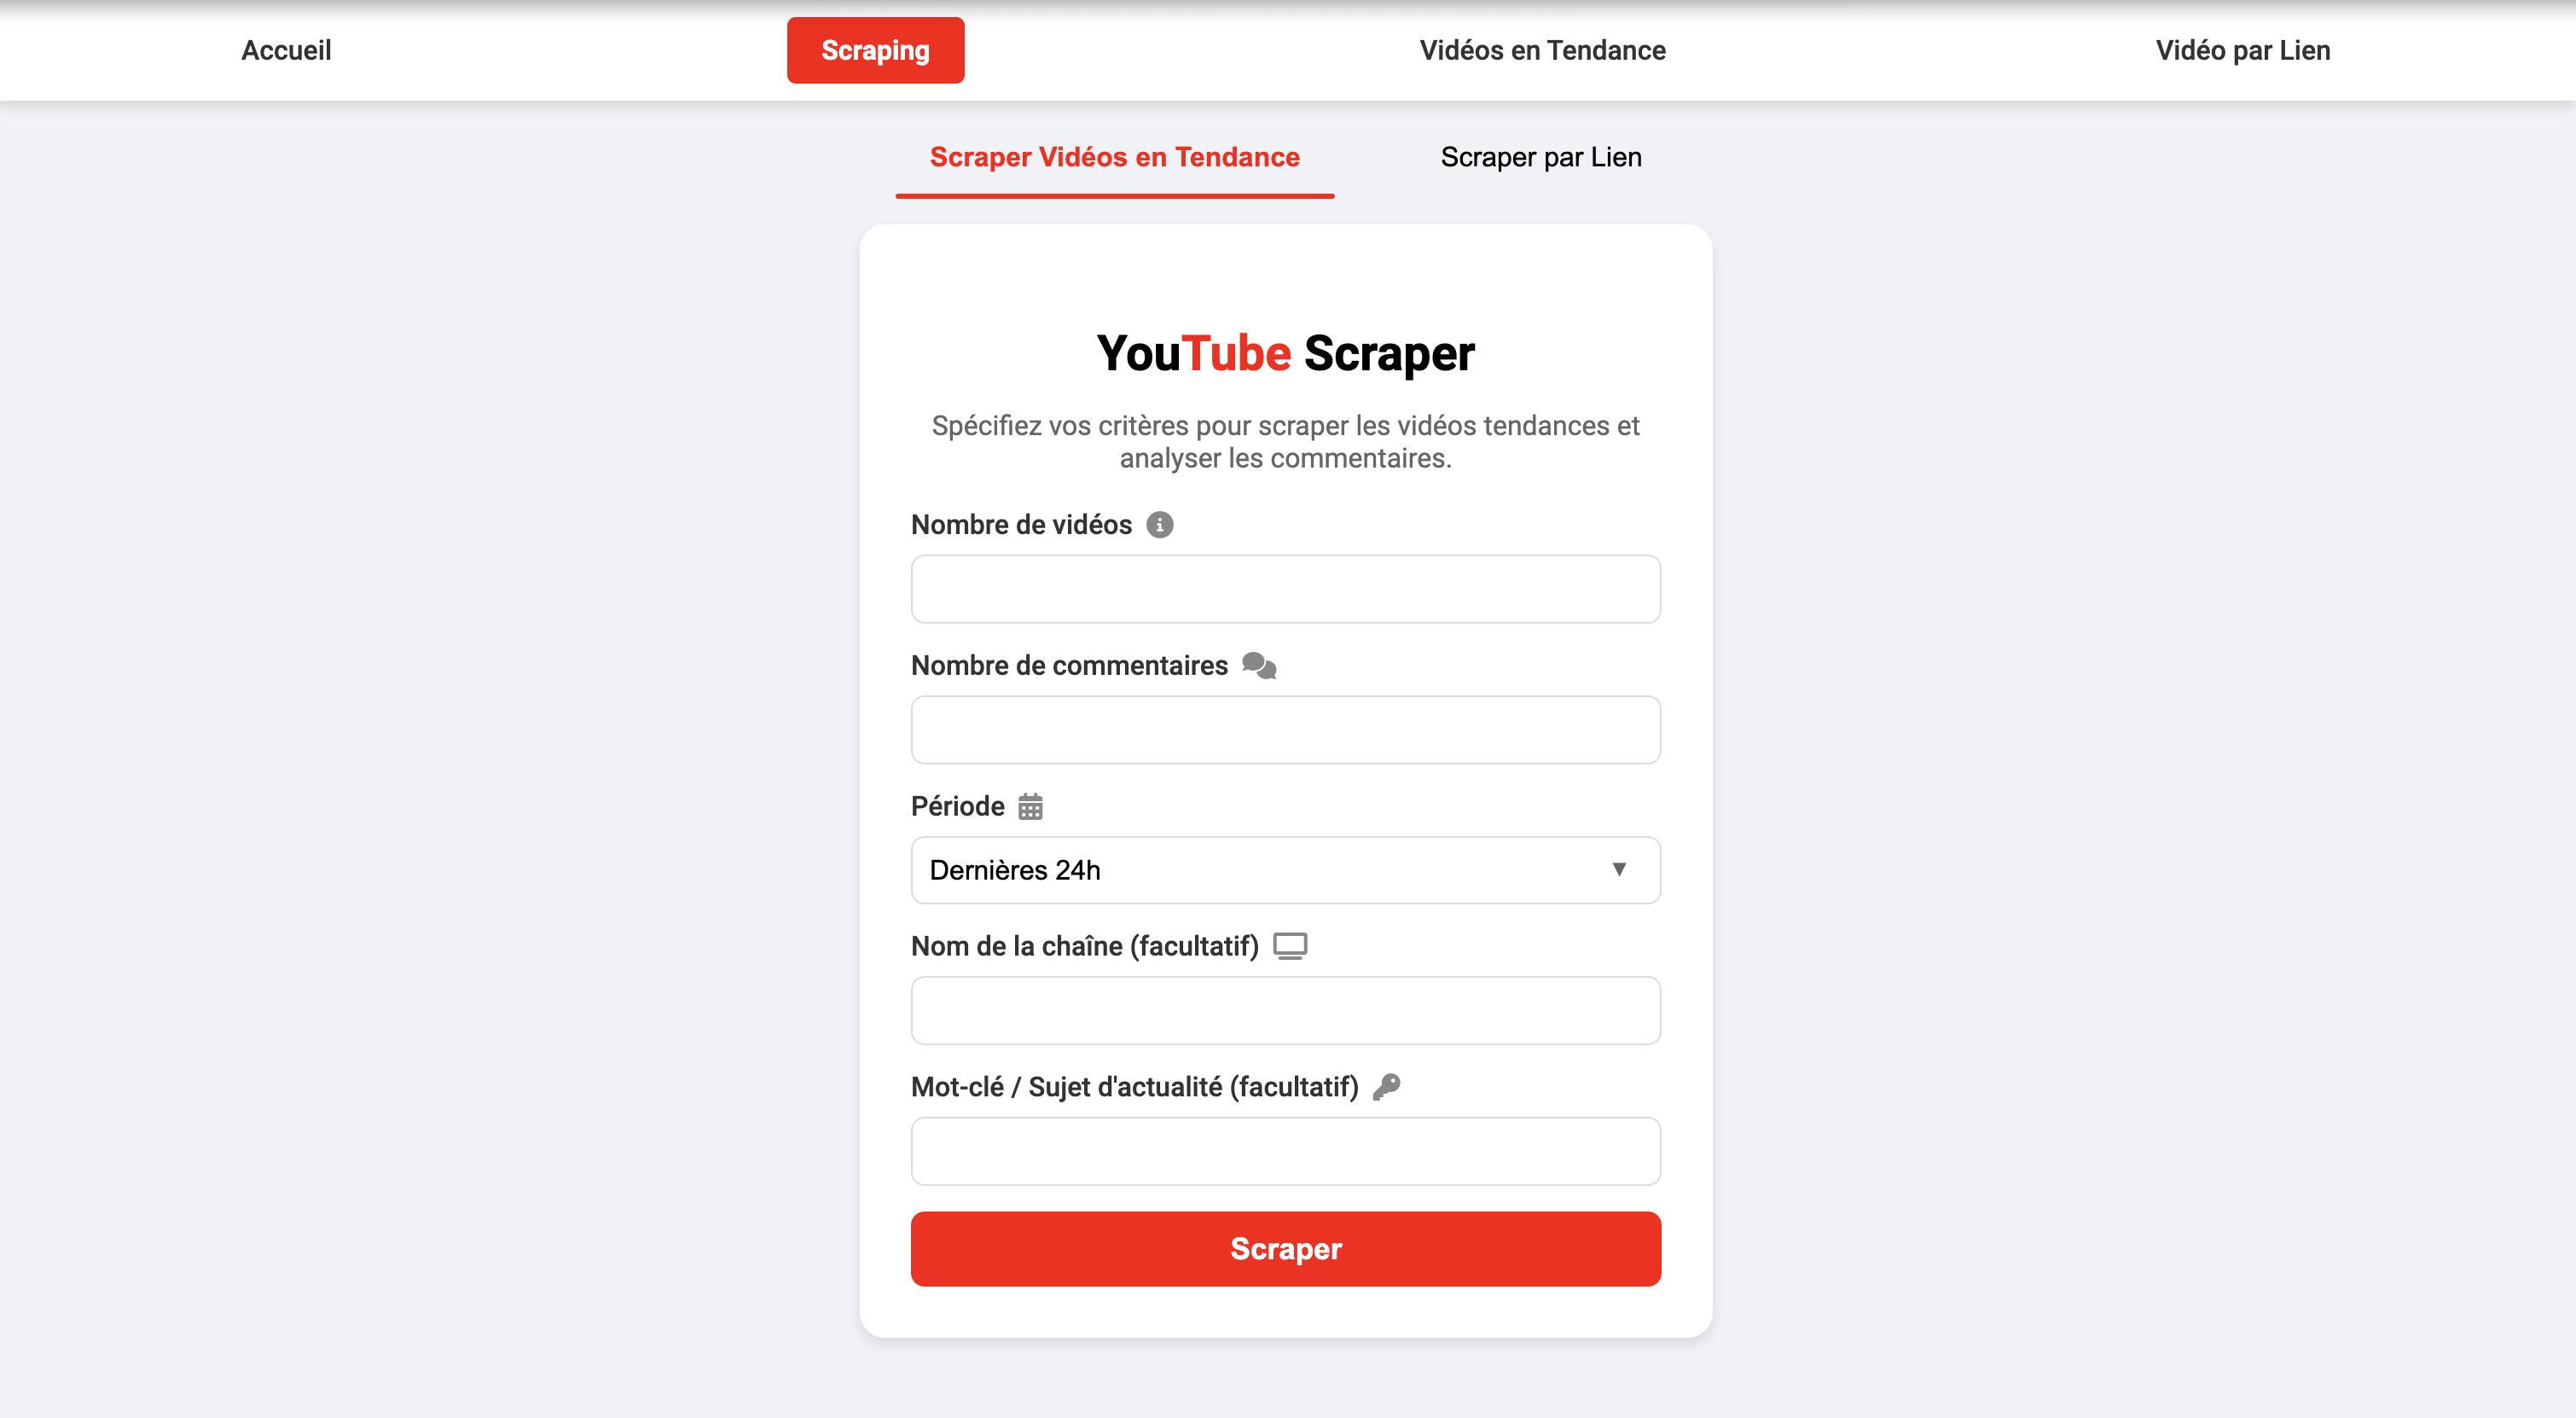 Accueil
Scraping
Vidéos en Tendance
Vidéo par Lien
Scraper Vidéos en Tendance
Scraper par Lien
YouTube Scraper
Spécifiez vos critères pour scraper les vidéos tendances et
analyser les commentaires.
Nombre de vidéos
Nombre de commentaires
Période
Dernières 24h
Nom de la chaîne (facultatif)
Mot-clé / Sujet d'actualité (facultatif)
Scraper